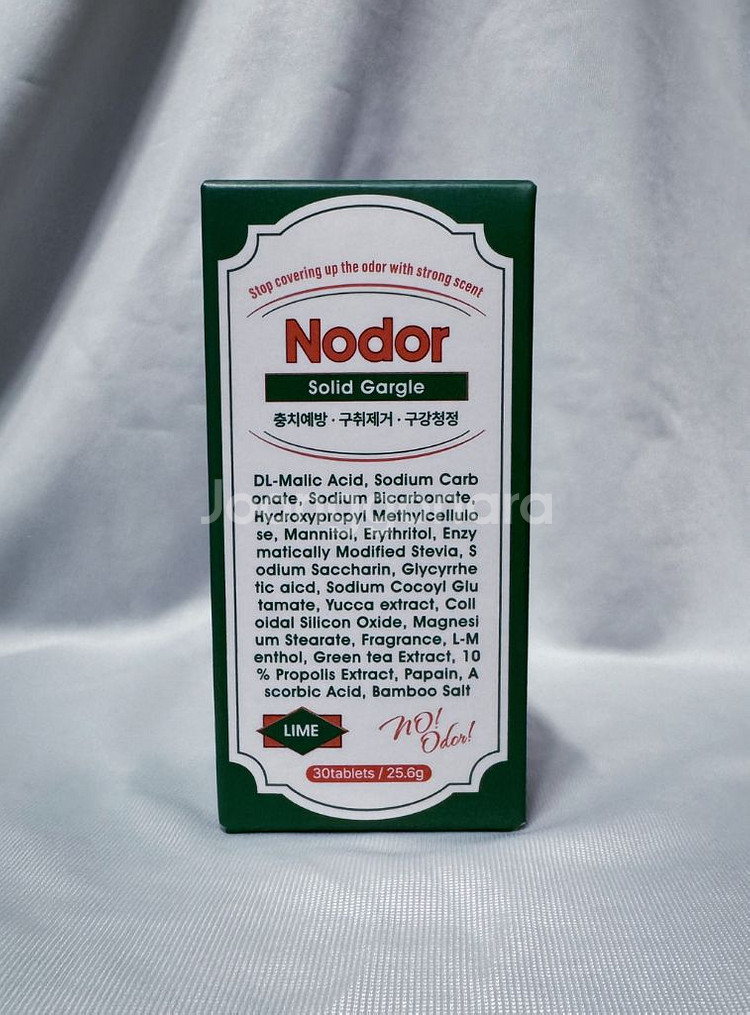 Stop covering up the odor with strong scent
Nodor
Solid Gargle
충치예방 · 구취제거 · 구강청정
DL-Malic Acid, Sodium Carb
onate, Sodium Bicarbonate,
Hydroxypropyl Methylcellulo
se, Mannitol, Erythritol, Enzy
matically Modified Stevia, S
odium Saccharin, Glycyrrhe
tic aicd, Sodium Cocoyl Glu
tamate, Yucca extract, Coll
oidal Silicon Oxide, Magnesi
um Stearate, Fragrance, L-M
enthol, Green tea Extract, 10
% Propolis Extract, Papain, A
scorbic Acid, Bamboo Salt
LIME
NO!
Odor!
30tablets / 25.6g